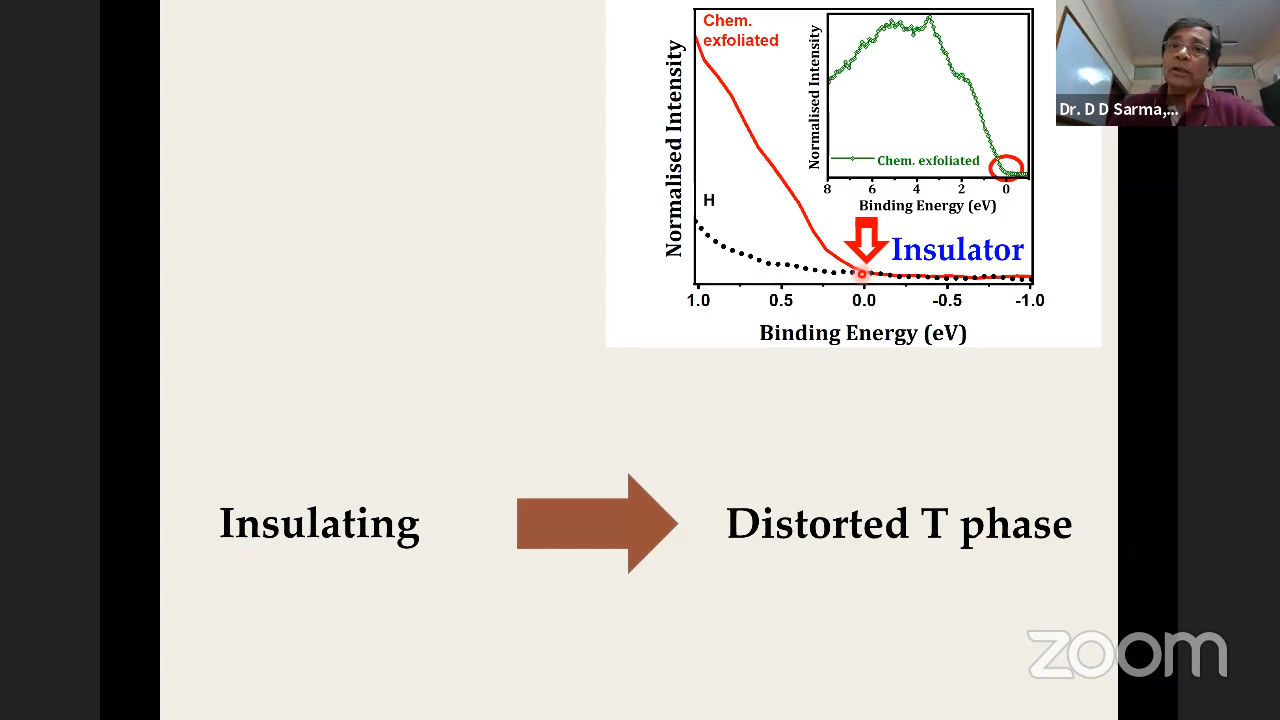 Chem.
exfoliated
Normalised Intensity
H
Normalised Intensity
Chem. exfoliated
8 6 4 2 0
Binding Energy (eV)
Insulator
1.0 0.5 0.0 -0.5 -1.0
Binding Energy (eV)
Dr. D D Sarma,...
Insulating
Distorted T phase
zoom